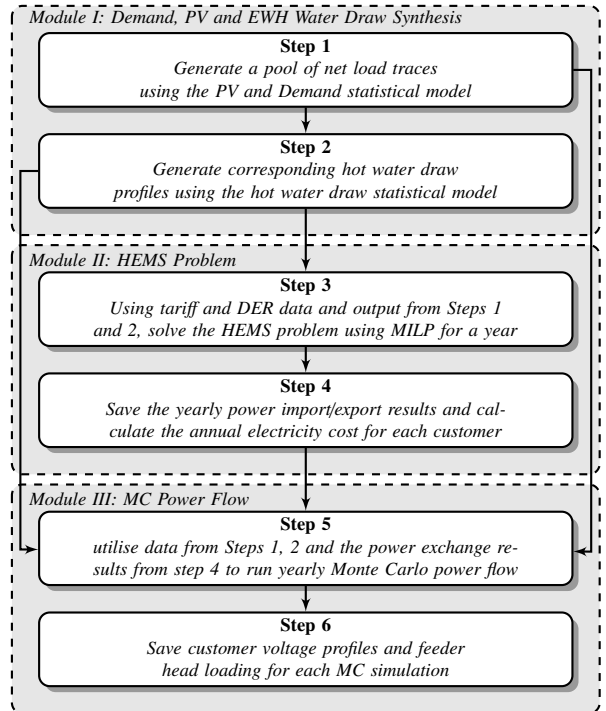 Module I: Demand, PV and EWH Water Draw Synthesis
Step 1
Generate a pool of net load traces
using the PV and Demand statistical model
Step 2
Generate corresponding hot water draw
profiles using the hot water draw statistical model
Module II: HEMS Problem
Step 3
Using tariff and DER data and output from Steps 1
and 2, solve the HEMS problem using MILP for a year
Step 4
Save the yearly power import/export results and cal-
culate the annual electricity cost for each customer
Module III: MC Power Flow
Step 5
utilise data from Steps 1, 2 and the power exchange re-
sults from step 4 to run yearly Monte Carlo power flow
Step 6
Save customer voltage profiles and feeder
head loading for each MC simulation